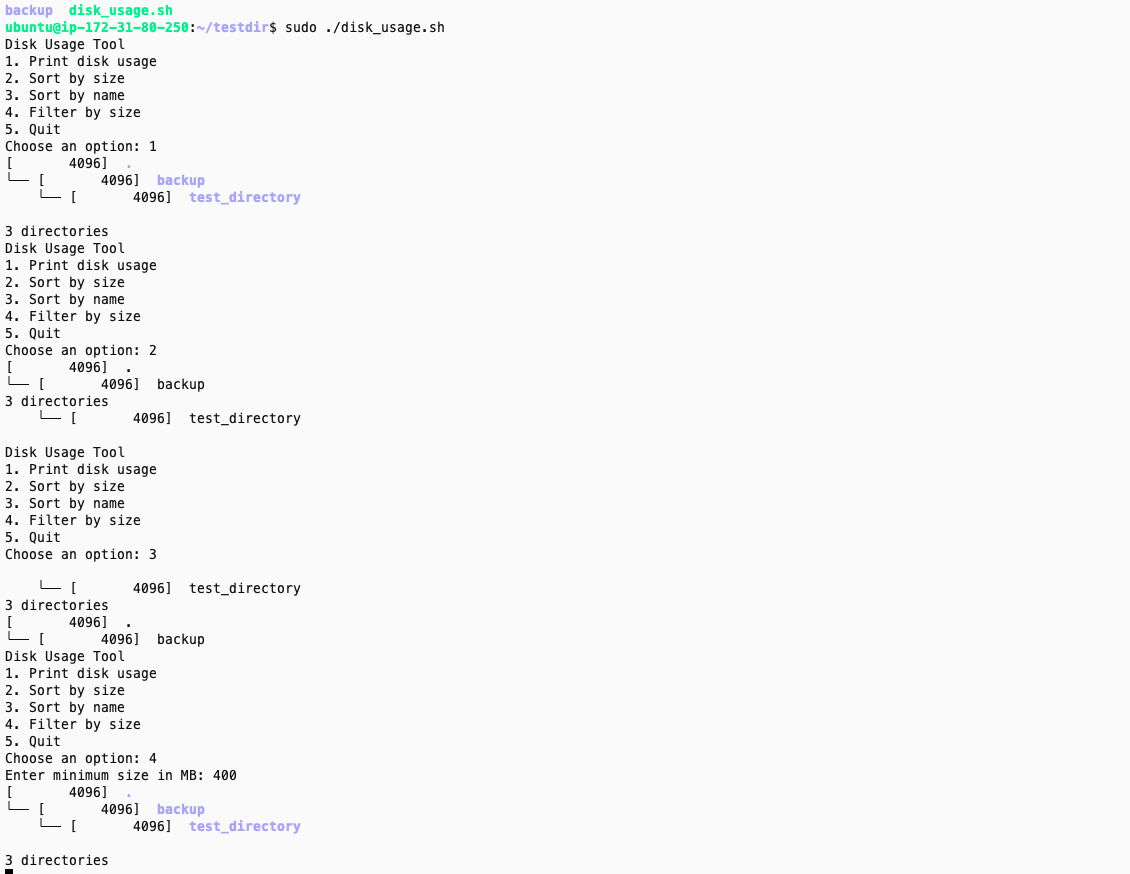 backup  disk_usage.sh
ubuntu@ip-172-31-80-250:~/testdir$ sudo ./disk_usage.sh
Disk Usage Tool
1. Print disk usage
2. Sort by size
3. Sort by name
4. Filter by size
5. Quit
Choose an option: 1
[       4096]  .
└── [       4096]  backup
    └── [       4096]  test_directory

3 directories
Disk Usage Tool
1. Print disk usage
2. Sort by size
3. Sort by name
4. Filter by size
5. Quit
Choose an option: 2
[       4096]  .
└── [       4096]  backup
3 directories
    └── [       4096]  test_directory

Disk Usage Tool
1. Print disk usage
2. Sort by size
3. Sort by name
4. Filter by size
5. Quit
Choose an option: 3

    └── [       4096]  test_directory
3 directories
[       4096]  .
└── [       4096]  backup
Disk Usage Tool
1. Print disk usage
2. Sort by size
3. Sort by name
4. Filter by size
5. Quit
Choose an option: 4
Enter minimum size in MB: 400
[       4096]  .
└── [       4096]  backup
    └── [       4096]  test_directory

3 directories